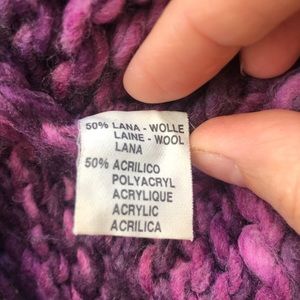 50% LANA - WOLLE
LAINE - WOOL
LANA
50% ACRILICO
POLYACRYL
ACRYLIQUE
ACRYLIC
ACRILICA